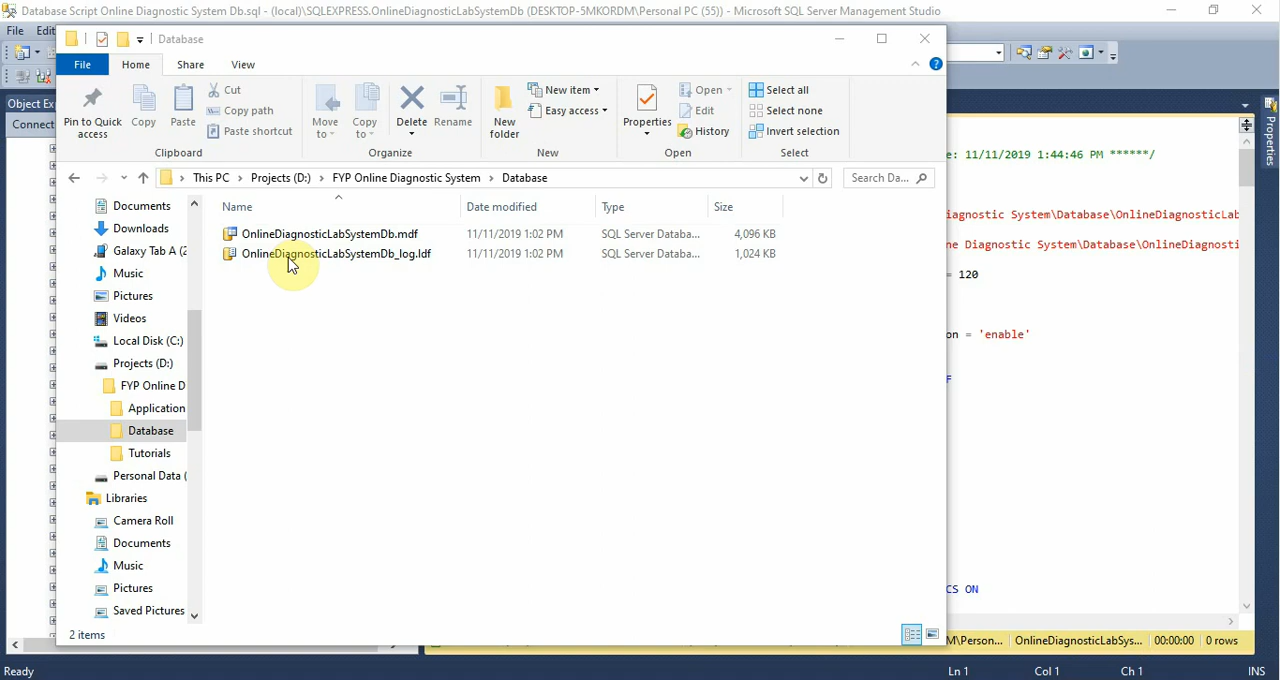 Database Script Online Diagnostic System Db.sql - (local)\SQLEXPRESS.OnlineDiagnosticLabSystemDb (DESKTOP-5MKORDM\Personal PC (55)) - Microsoft SQL Server Management Studio
File Edi
Database
File Home Share View
Pin to Quick access
Copy
Paste
Cut
Copy path
Paste shortcut
Clipboard
Move to
Copy to
Delete
Rename
Organize
New folder
New item
Easy access
New
Properties
Open
Edit
History
Open
Select all
Select none
Invert selection
Select
This PC > Projects (D:) > FYP Online Diagnostic System > Database
Search Da...
Object Ex
Connect
Name Date modified Type Size
OnlineDiagnosticLabSystemDb.mdf 11/11/2019 1:02 PM SQL Server Databa... 4,096 KB
OnlineDiagnosticLabSystemDb_log.ldf 11/11/2019 1:02 PM SQL Server Databa... 1,024 KB
Documents
Downloads
Galaxy Tab A (2
Music
Pictures
Videos
Local Disk (C:)
Projects (D:)
FYP Online D
Application
Database
Tutorials
Personal Data (
Libraries
Camera Roll
Documents
Music
Pictures
Saved Pictures
2 items
Properties
e: 11/11/2019 1:44:46 PM ******/
iagnostic System\Database\OnlineDiagnosticLab
ne Diagnostic System\Database\OnlineDiagnosti
= 120
on = 'enable'
F
CS ON
M\Person... OnlineDiagnosticLabSys... 00:00:00 0 rows
Ready Ln 1 Col 1 Ch 1 INS